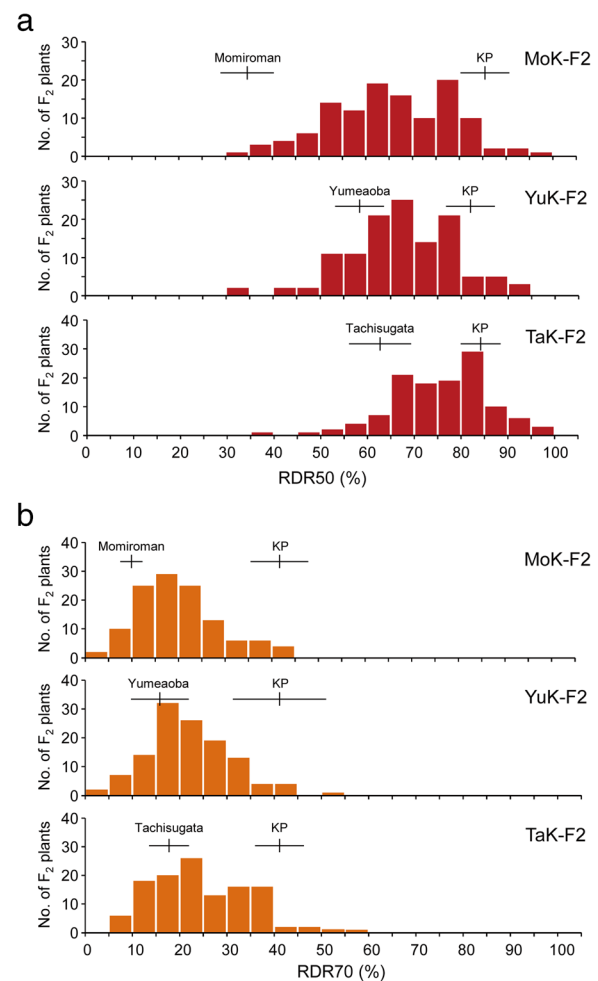 a
30
20
10
0
No. of F2 plants
Momiroman
KP
MoK-F2
30
20
10
0
No. of F2 plants
Yumeaoba
KP
YuK-F2
40
30
20
10
0
No. of F2 plants
Tachisugata
KP
TaK-F2
0 10 20 30 40 50 60 70 80 90 100
RDR50 (%)
b
40
30
20
10
0
No. of F2 plants
Momiroman
KP
MoK-F2
40
30
20
10
0
No. of F2 plants
Yumeaoba
KP
YuK-F2
40
30
20
10
0
No. of F2 plants
Tachisugata
KP
TaK-F2
0 10 20 30 40 50 60 70 80 90 100
RDR70 (%)